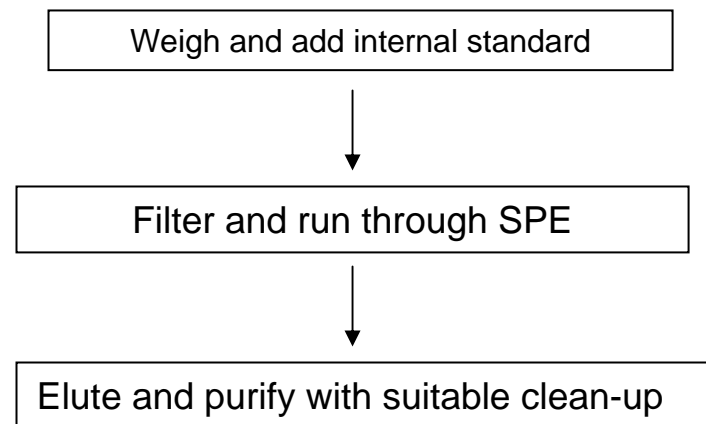 Weigh and add internal standard
Filter and run through SPE
Elute and purify with suitable clean-up